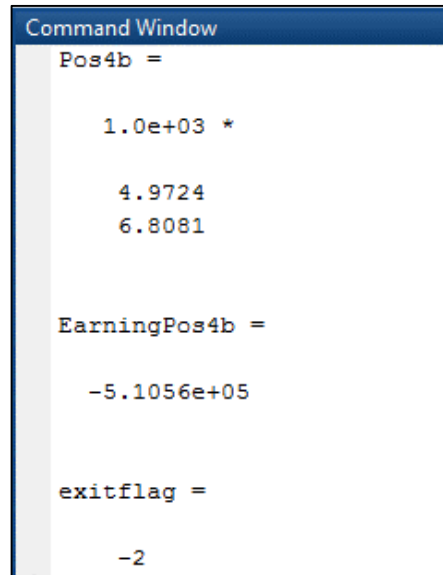 Command Window
Pos4b =
1.0e+03 *
4.9724
6.8081
EarningPos4b =
-5.1056e+05
exitflag =
-2